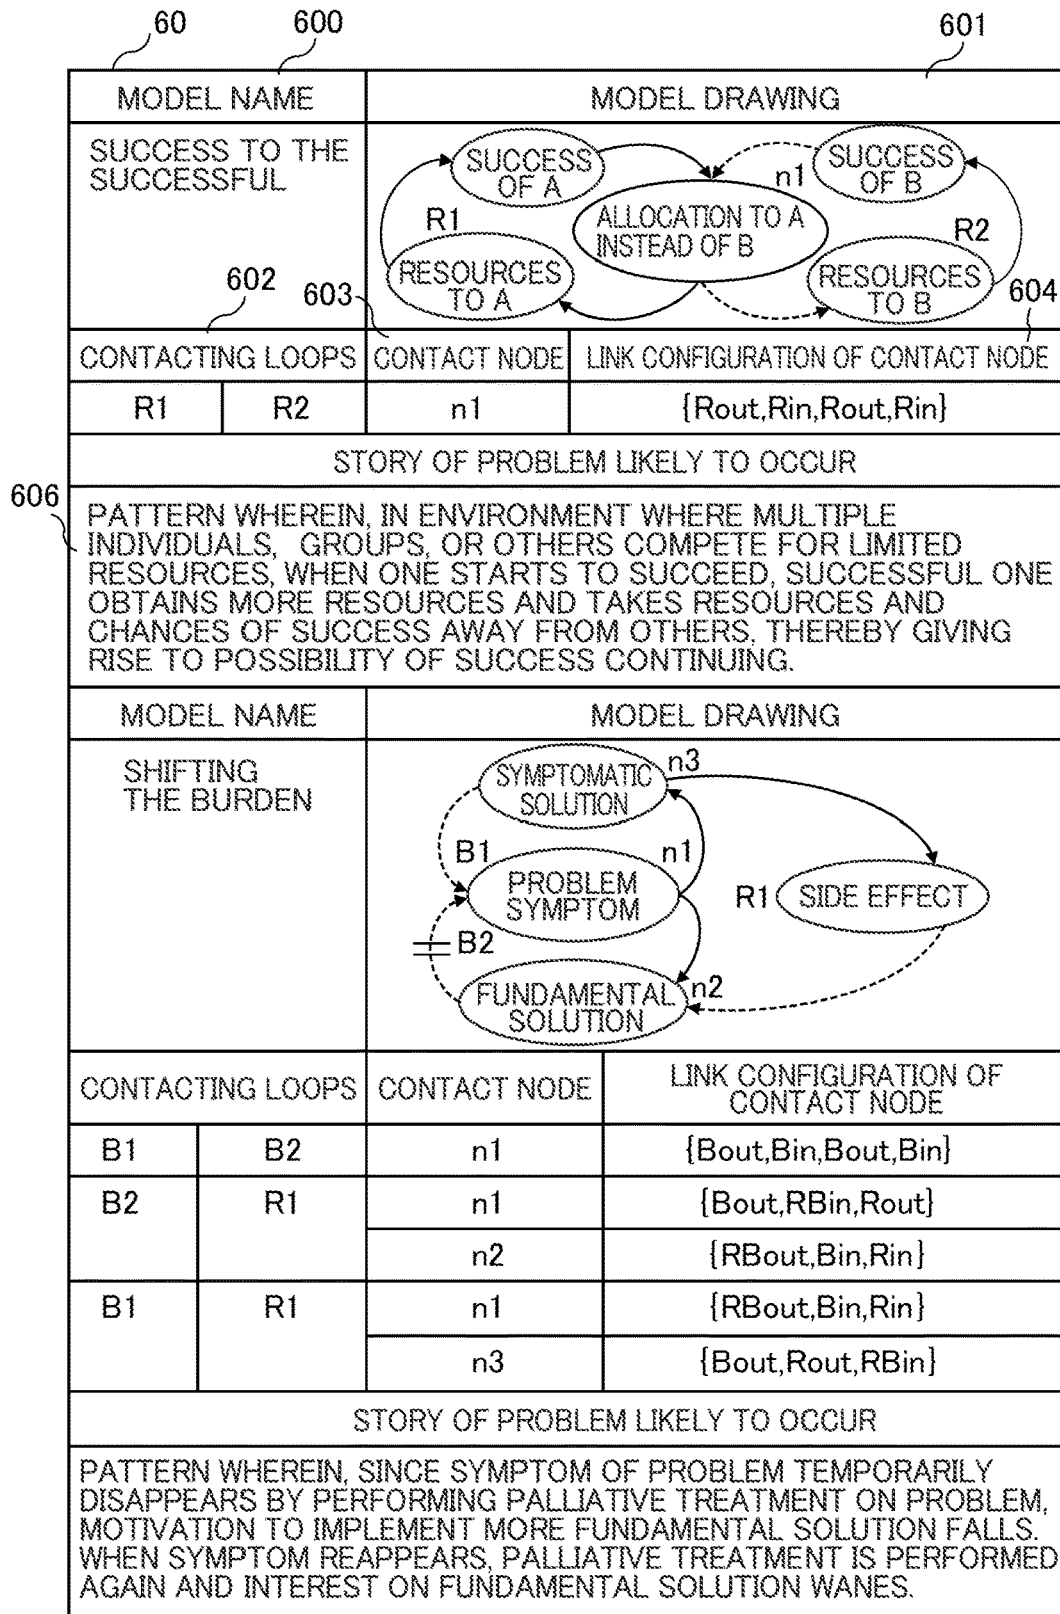 60
600
601
MODEL NAME
MODEL DRAWING
SUCCESS TO THE
SUCCESSFUL
SUCCESS
OF A
n1
SUCCESS
OF B
R1
ALLOCATION TO A
INSTEAD OF B
R2
RESOURCES
TO A
RESOURCES
TO B
602
603
604
CONTACTING LOOPS
CONTACT NODE
LINK CONFIGURATION OF CONTACT NODE
R1
R2
n1
{Rout,Rin,Rout,Rin}
STORY OF PROBLEM LIKELY TO OCCUR
606
PATTERN WHEREIN, IN ENVIRONMENT WHERE MULTIPLE
INDIVIDUALS, GROUPS, OR OTHERS COMPETE FOR LIMITED
RESOURCES, WHEN ONE STARTS TO SUCCEED, SUCCESSFUL ONE
OBTAINS MORE RESOURCES AND TAKES RESOURCES AND
CHANCES OF SUCCESS AWAY FROM OTHERS, THEREBY GIVING
RISE TO POSSIBILITY OF SUCCESS CONTINUING.
MODEL NAME
MODEL DRAWING
SHIFTING
THE BURDEN
SYMPTOMATIC
SOLUTION
n3
B1
n1
PROBLEM
SYMPTOM
R1
SIDE EFFECT
B2
FUNDAMENTAL
SOLUTION
n2
CONTACTING LOOPS
CONTACT NODE
LINK CONFIGURATION OF
CONTACT NODE
B1
B2
n1
{Bout,Bin,Bout,Bin}
B2
R1
n1
{Bout,RBin,Rout}
n2
{RBout,Bin,Rin}
B1
R1
n1
{RBout,Bin,Rin}
n3
{Bout,Rout,RBin}
STORY OF PROBLEM LIKELY TO OCCUR
PATTERN WHEREIN, SINCE SYMPTOM OF PROBLEM TEMPORARILY
DISAPPEARS BY PERFORMING PALLIATIVE TREATMENT ON PROBLEM,
MOTIVATION TO IMPLEMENT MORE FUNDAMENTAL SOLUTION FALLS.
WHEN SYMPTOM REAPPEARS, PALLIATIVE TREATMENT IS PERFORMED
AGAIN AND INTEREST ON FUNDAMENTAL SOLUTION WANES.